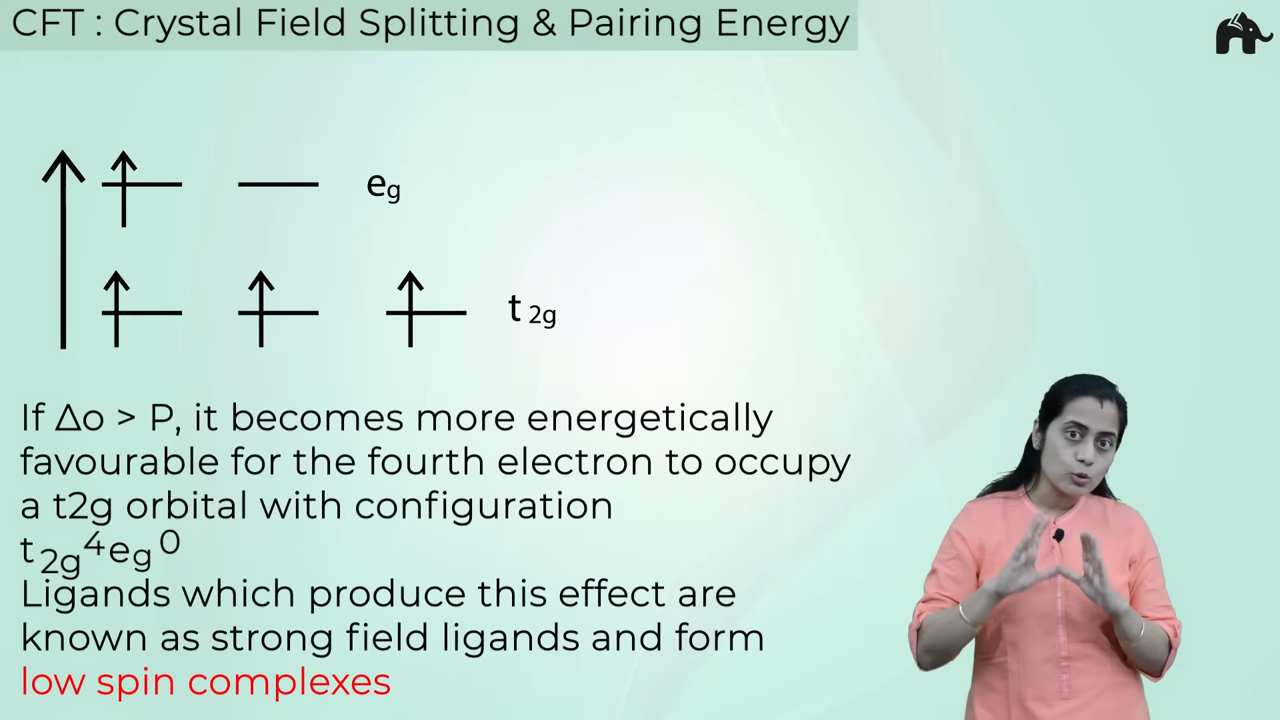 CFT : Crystal Field Splitting & Pairing Energy
eg
t 2g
If Δo > P, it becomes more energetically
favourable for the fourth electron to occupy
a t2g orbital with configuration
t2g⁴eg⁰
Ligands which produce this effect are
known as strong field ligands and form
low spin complexes